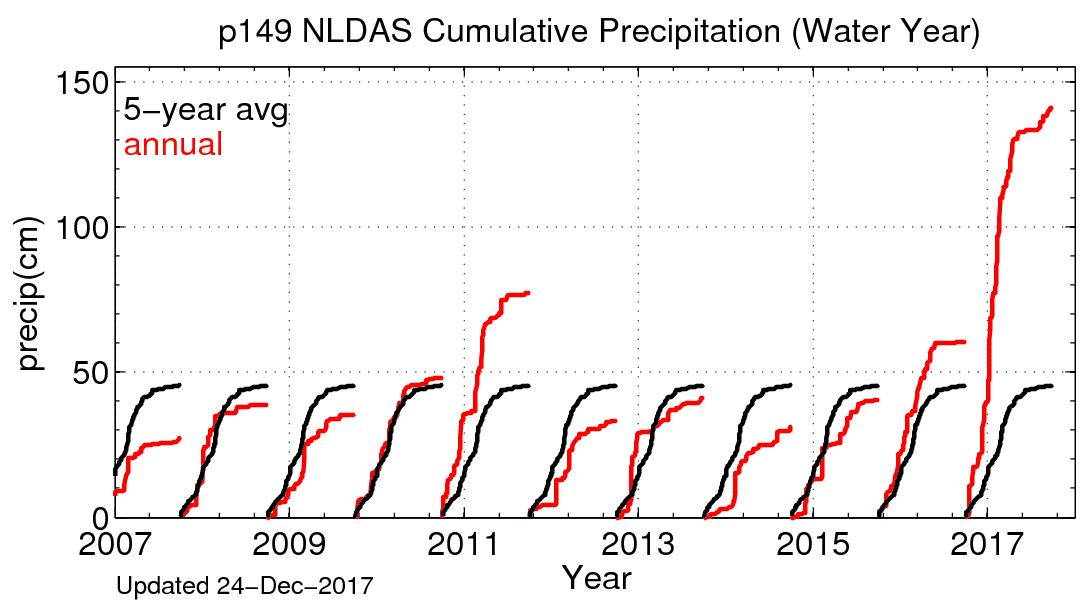 p149 NLDAS Cumulative Precipitation (Water Year)
150
5−year avg
annual
100
precip(cm)
50
0
2007 2009 2011 2013 2015 2017
Year
Updated 24−Dec−2017